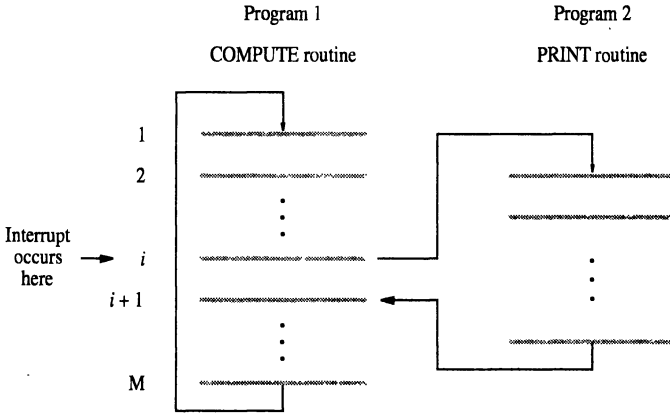 Program 1
Program 2
COMPUTE routine
PRINT routine
1
2
Interrupt
occurs
here
i
i + 1
M